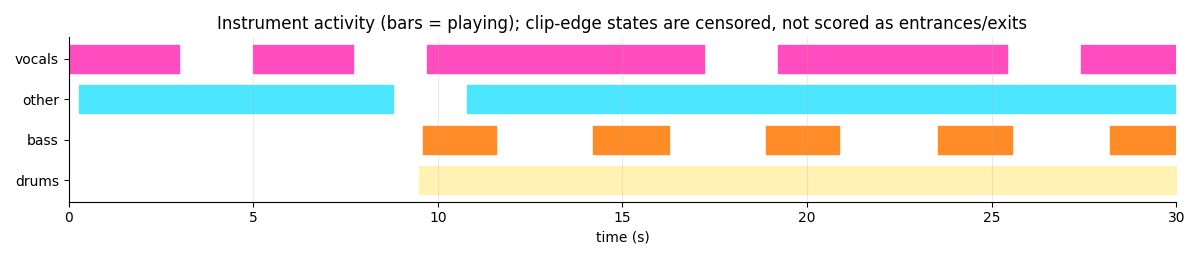 Instrument activity (bars = playing); clip-edge states are censored, not scored as entrances/exits
vocals
other
bass
drums
0 5 10 15 20 25 30
time (s)